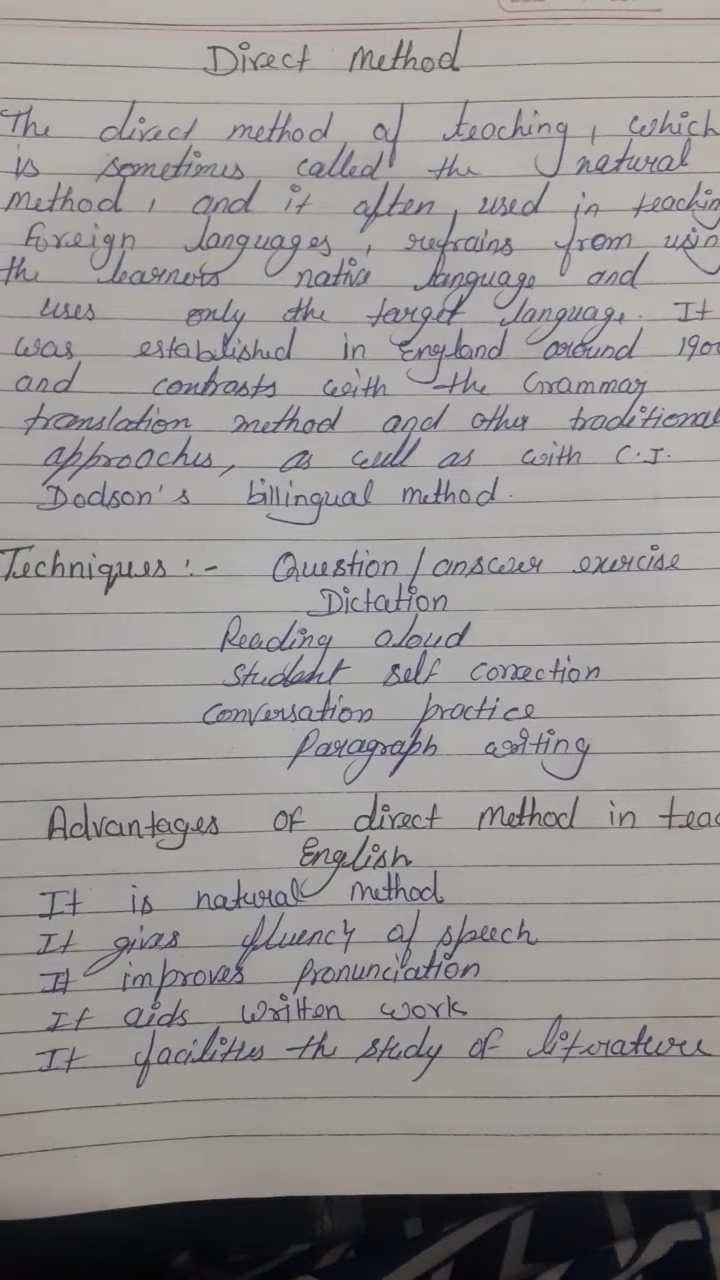 Direct Method
The direct method of teaching, which
is sometimes called the natural
method, and it often used in teachin
foreign languages, refrains from usin
the learners native language and
uses only the target language. It
was established in England around 190
and contrasts with the Grammar
translation method and other traditional
approaches, as well as with C.J.
Dodson's billingual method.
Techniques :- Question/answer exercise
Dictation
Reading aloud
Student self correction
Conversation practice
Paragraph writing
Advantages of direct method in teac
English
It is natural method
It gives fluency of speech
It improves pronunciation
It aids written work
It facilities the study of literature